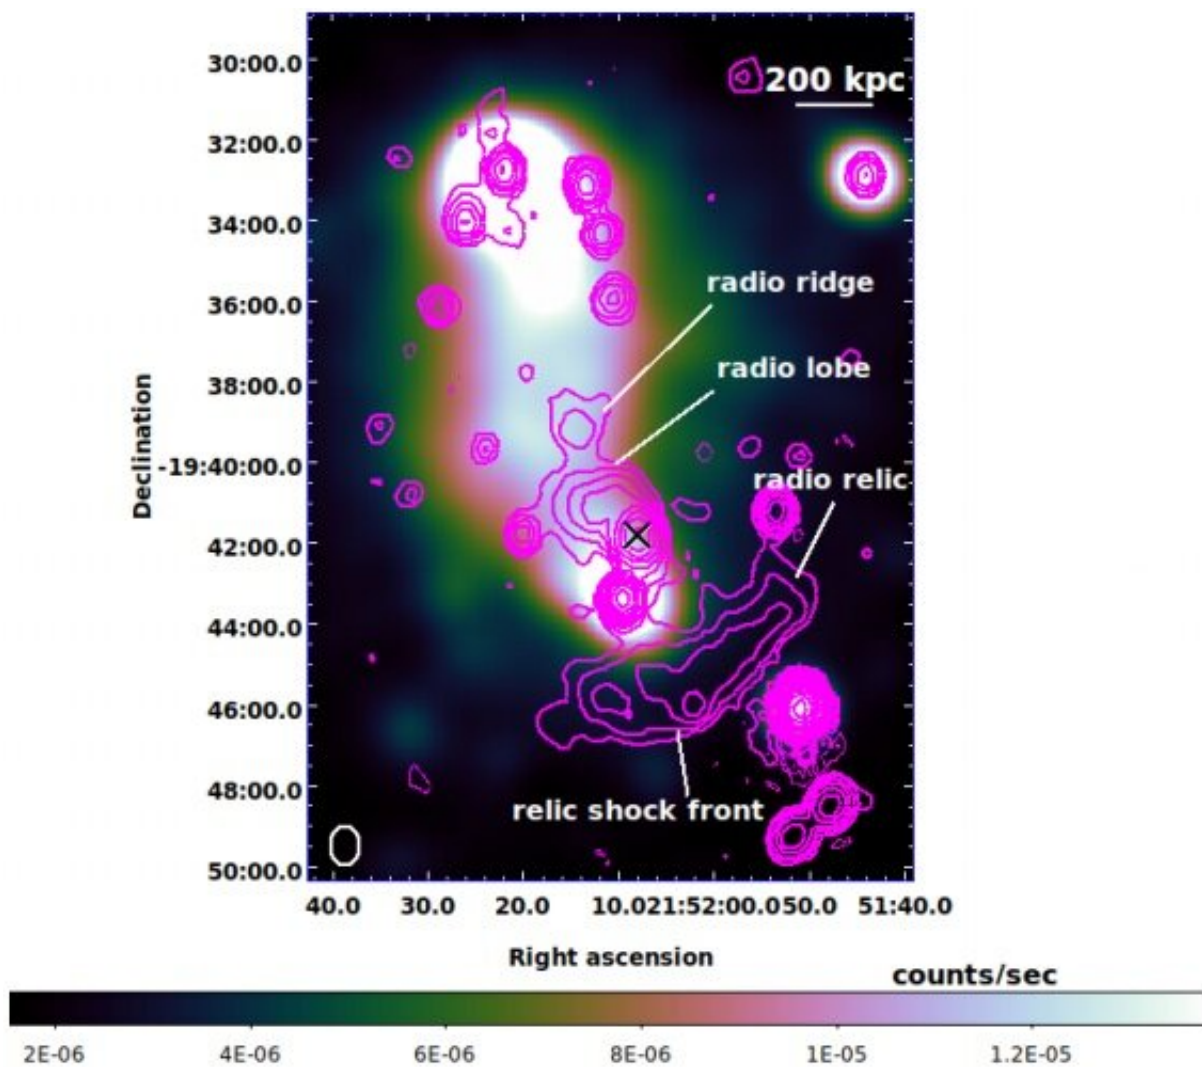 30:00.0
200 kpc
32:00.0
34:00.0
radio ridge
36:00.0
radio lobe
38:00.0
Declination
-19:40:00.0
radio relic
42:00.0
44:00.0
46:00.0
48:00.0
relic shock front
50:00.0
40.0 30.0 20.0 10.021:52:00.050.0 51:40.0
Right ascension
counts/sec
2E-06 4E-06 6E-06 8E-06 1E-05 1.2E-05